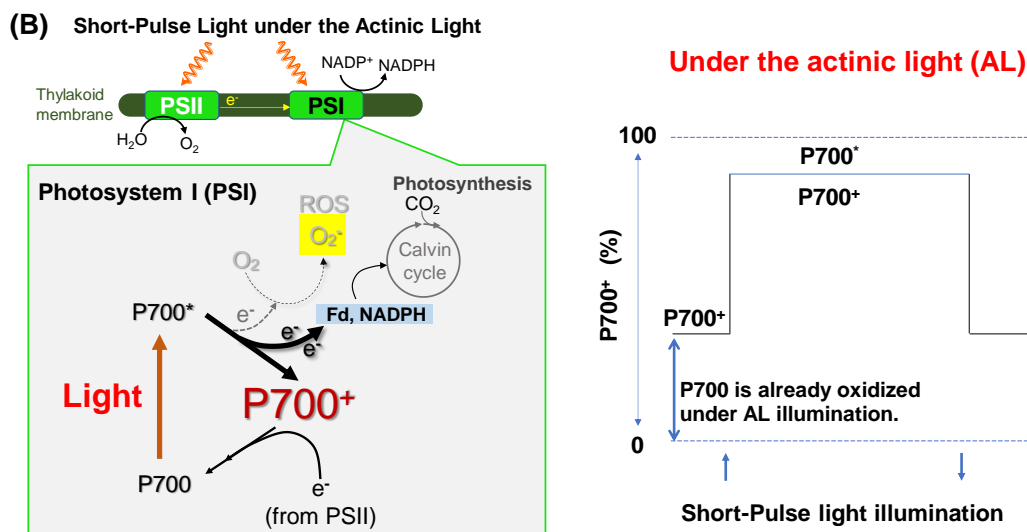 (B)
Short-Pulse Light under the Actinic Light
NADP⁺ NADPH
Thylakoid
membrane
PSII
e⁻
PSI
H₂O
O₂
Photosystem I (PSI)
Photosynthesis
CO₂
Calvin
cycle
ROS
O₂⁻
O₂
P700*
e⁻
Fd, NADPH
e⁻
e⁻
Light
P700⁺
P700
e⁻
(from PSII)
Under the actinic light (AL)
100
P700*
P700⁺
P700⁺ (%)
P700⁺
P700 is already oxidized
under AL illumination.
0
Short-Pulse light illumination